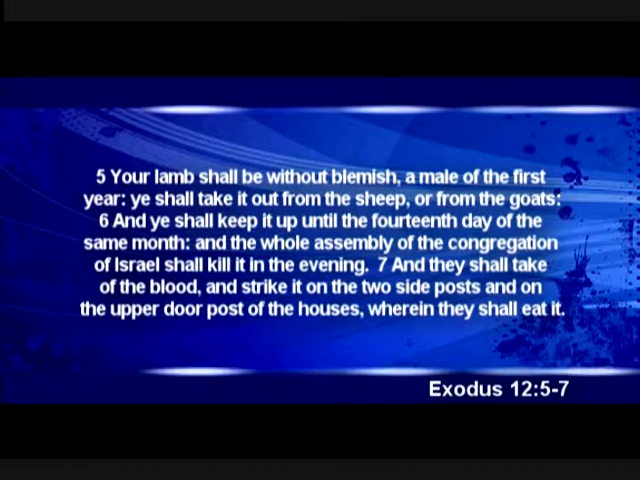 5 Your lamb shall be without blemish, a male of the first
year: ye shall take it out from the sheep, or from the goats:
6 And ye shall keep it up until the fourteenth day of the
same month: and the whole assembly of the congregation
of Israel shall kill it in the evening. 7 And they shall take
of the blood, and strike it on the two side posts and on
the upper door post of the houses, wherein they shall eat it.
Exodus 12:5-7